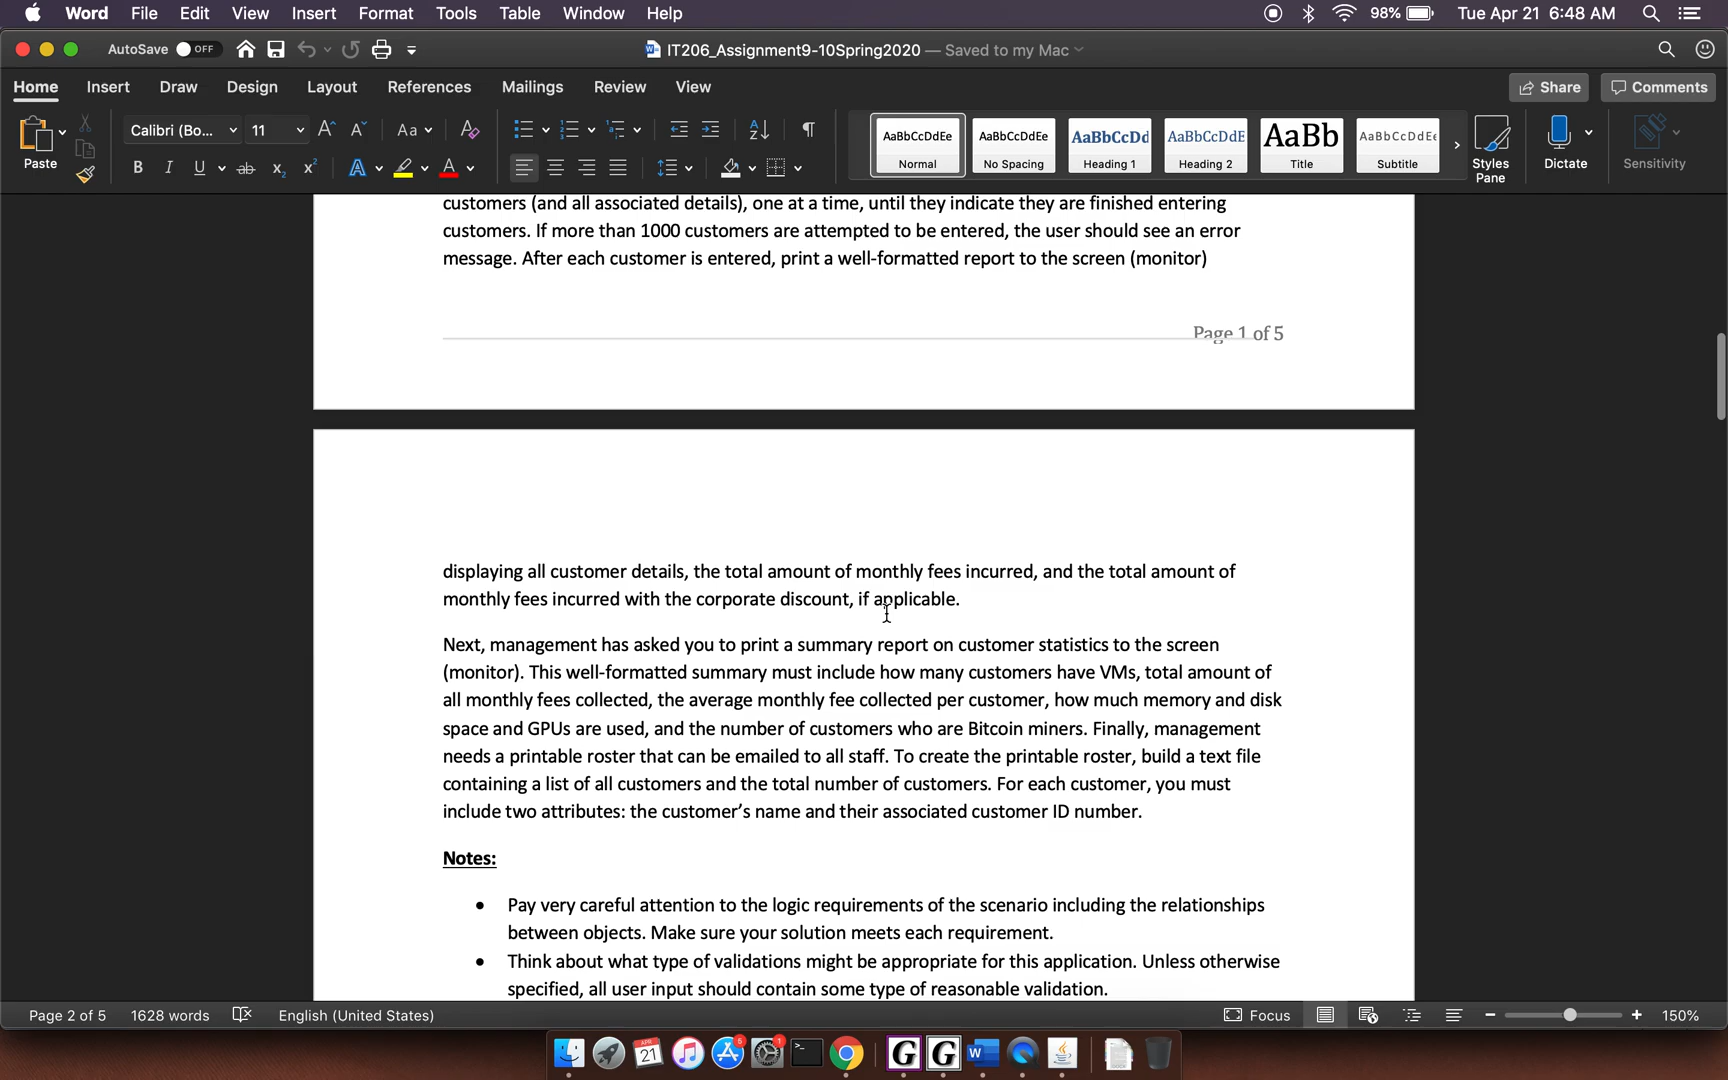 Word File Edit View Insert Format Tools Table Window Help 98% Tue Apr 21 6:48 AM
AutoSave OFF IT206_Assignment9-10Spring2020 — Saved to my Mac
Home Insert Draw Design Layout References Mailings Review View Share Comments
Paste Calibri (Bo... 11 Aa AaBbCcDdEe Normal AaBbCcDdEe No Spacing AaBbCcDd Heading 1 AaBbCcDdE Heading 2 AaBb Title AaBbCcDdEe Subtitle Styles Pane Dictate Sensitivity
customers (and all associated details), one at a time, until they indicate they are finished entering
customers. If more than 1000 customers are attempted to be entered, the user should see an error
message. After each customer is entered, print a well-formatted report to the screen (monitor)
Page 1 of 5
displaying all customer details, the total amount of monthly fees incurred, and the total amount of
monthly fees incurred with the corporate discount, if applicable.
Next, management has asked you to print a summary report on customer statistics to the screen
(monitor). This well-formatted summary must include how many customers have VMs, total amount of
all monthly fees collected, the average monthly fee collected per customer, how much memory and disk
space and GPUs are used, and the number of customers who are Bitcoin miners. Finally, management
needs a printable roster that can be emailed to all staff. To create the printable roster, build a text file
containing a list of all customers and the total number of customers. For each customer, you must
include two attributes: the customer's name and their associated customer ID number.
Notes:
• Pay very careful attention to the logic requirements of the scenario including the relationships
between objects. Make sure your solution meets each requirement.
• Think about what type of validations might be appropriate for this application. Unless otherwise
specified, all user input should contain some type of reasonable validation.
Page 2 of 5 1628 words English (United States) Focus 150%
APR 21 6 1 G G W